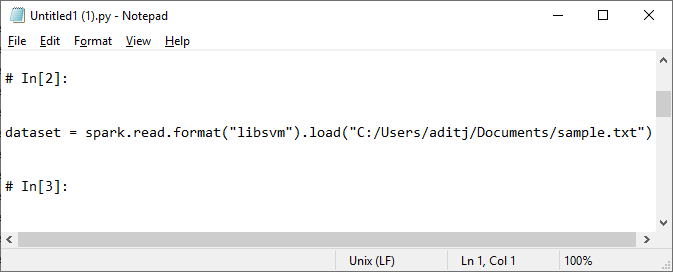 Untitled1 (1).py - Notepad
File Edit Format View Help
# In[2]:
dataset = spark.read.format("libsvm").load("C:/Users/aditj/Documents/sample.txt")
# In[3]:
Unix (LF) Ln 1, Col 1 100%